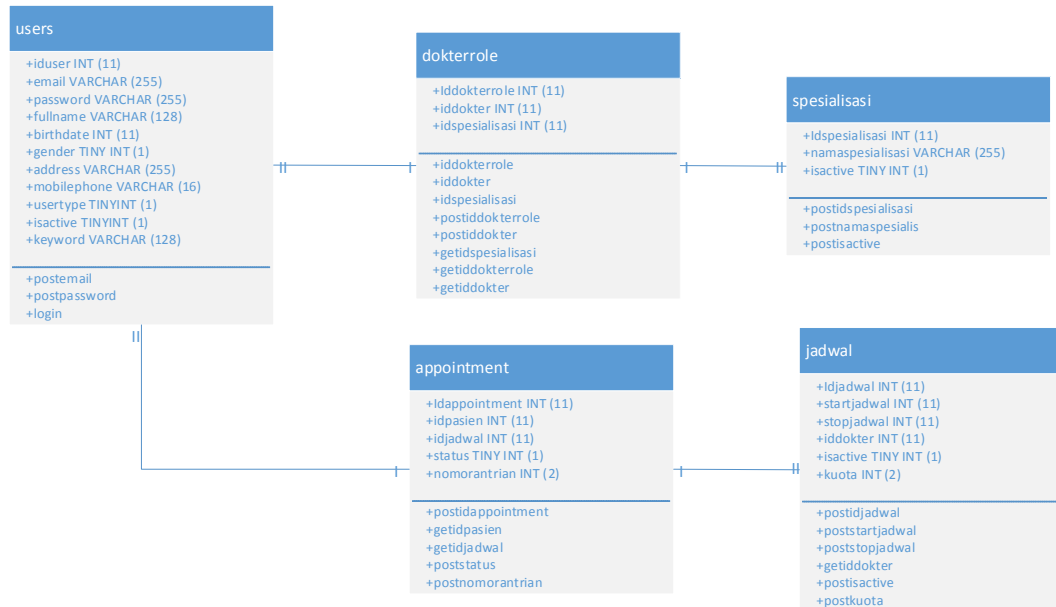 users
+iduser INT (11)
+email VARCHAR (255)
+password VARCHAR (255)
+fullname VARCHAR (128)
+birthdate INT (11)
+gender TINY INT (1)
+address VARCHAR (255)
+mobilephone VARCHAR (16)
+usertype TINYINT (1)
+isactive TINYINT (1)
+keyword VARCHAR (128)
+postemail
+postpassword
+login
dokterrole
+Iddokterrole INT (11)
+iddokter INT (11)
+idspesialisasi INT (11)
+iddokterrole
+iddokter
+idspesialisasi
+postiddokterrole
+postiddokter
+getidspesialisasi
+getiddokterrole
+getiddokter
spesialisasi
+Idspesialisasi INT (11)
+namaspesialisasi VARCHAR (255)
+isactive TINY INT (1)
+postidspesialisasi
+postnamaspesialis
+postisactive
appointment
+Idappointment INT (11)
+idpasien INT (11)
+idjadwal INT (11)
+status TINY INT (1)
+nomorantrian INT (2)
+postidappointment
+getidpasien
+getidjadwal
+poststatus
+postnomorantrian
jadwal
+Idjadwal INT (11)
+startjadwal INT (11)
+stopjadwal INT (11)
+iddokter INT (11)
+isactive TINY INT (1)
+kuota INT (2)
+postidjadwal
+poststartjadwal
+poststopjadwal
+getiddokter
+postisactive
+postkuota